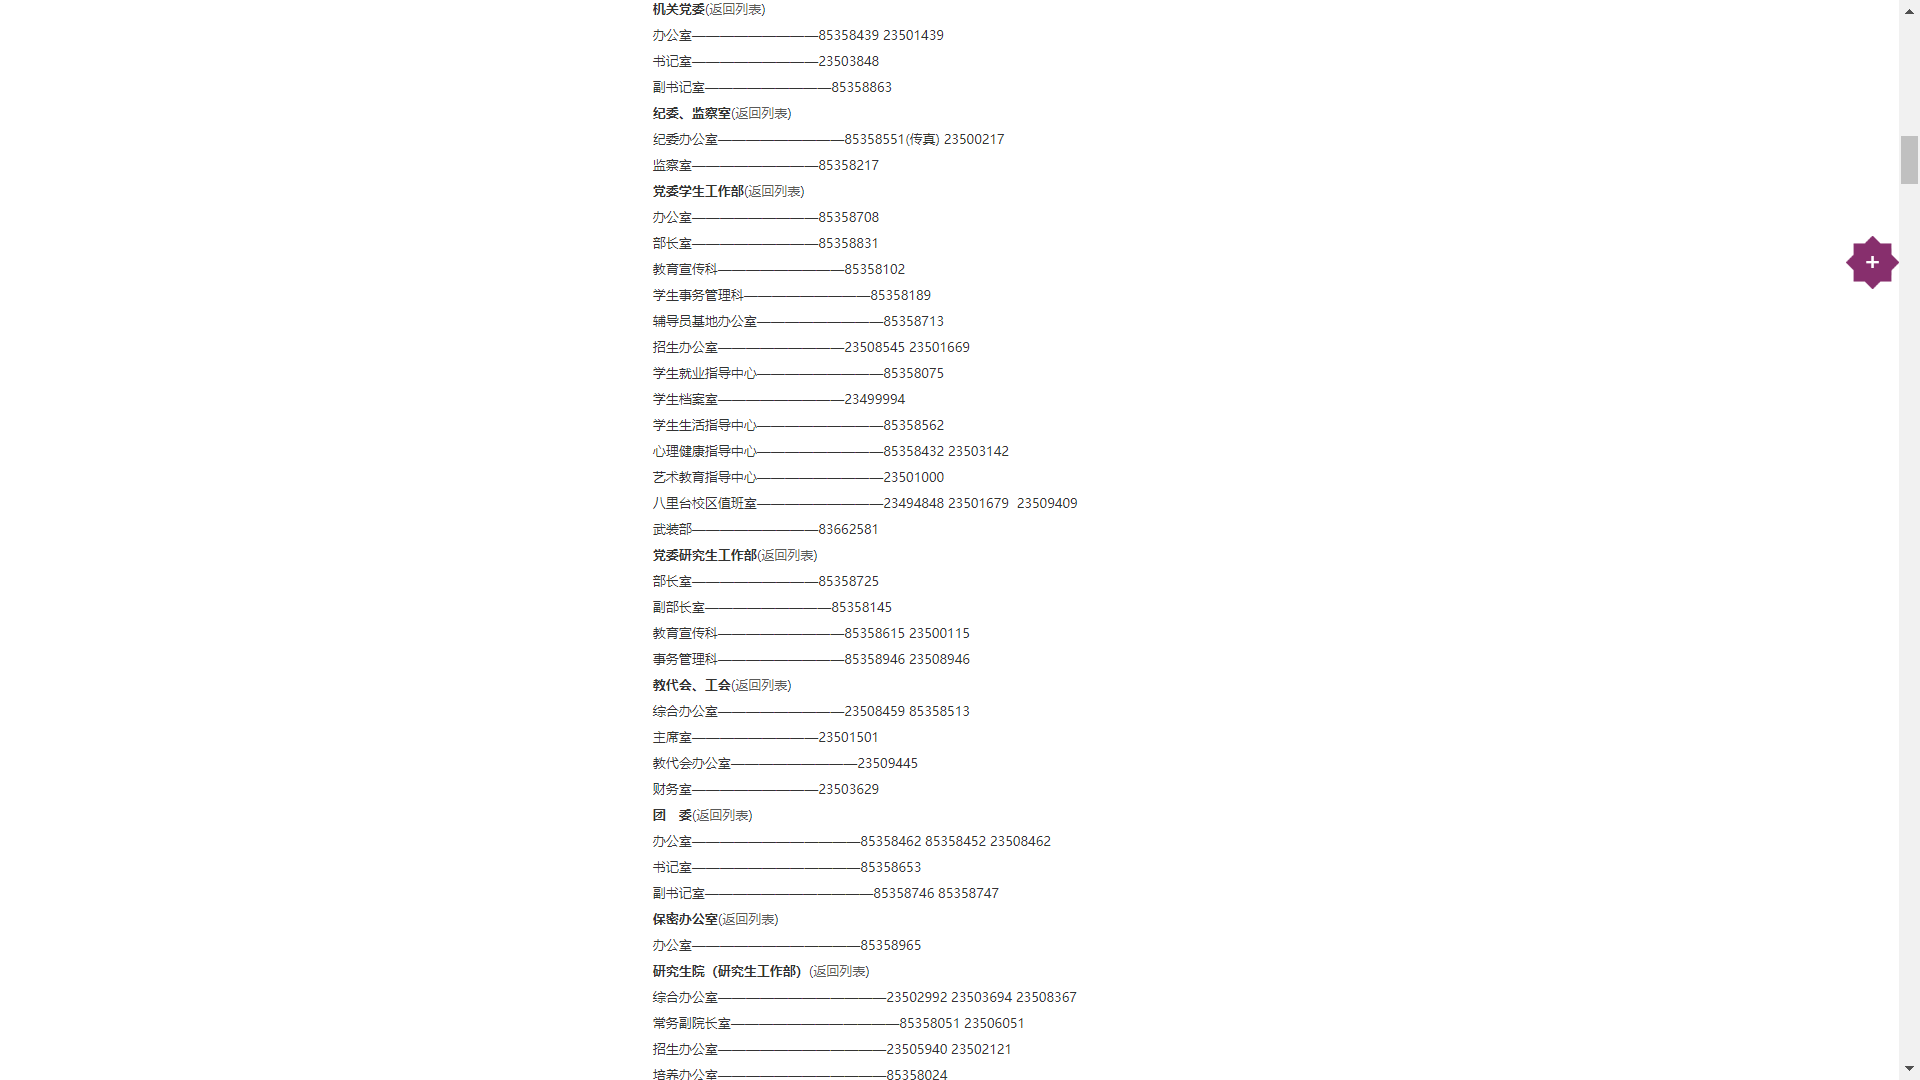 机关党委(返回列表)
办公室—————————85358439 23501439
书记室—————————23503848
副书记室—————————85358863
纪委、监察室(返回列表)
纪委办公室—————————85358551(传真) 23500217
监察室—————————85358217
党委学生工作部(返回列表)
办公室—————————85358708
部长室—————————85358831
教育宣传科—————————85358102
学生事务管理科—————————85358189
辅导员基地办公室—————————85358713
招生办公室—————————23508545 23501669
学生就业指导中心—————————85358075
学生档案室—————————23499994
学生生活指导中心—————————85358562
心理健康指导中心—————————85358432 23503142
艺术教育指导中心—————————23501000
八里台校区值班室—————————23494848 23501679  23509409
武装部—————————83662581
党委研究生工作部(返回列表)
部长室—————————85358725
副部长室—————————85358145
教育宣传科—————————85358615 23500115
事务管理科—————————85358946 23508946
教代会、工会(返回列表)
综合办公室—————————23508459 85358513
主席室—————————23501501
教代会办公室—————————23509445
财务室—————————23503629
团　委(返回列表)
办公室————————————85358462 85358452 23508462
书记室————————————85358653
副书记室————————————85358746 85358747
保密办公室(返回列表)
办公室————————————85358965
研究生院（研究生工作部）(返回列表)
综合办公室————————————23502992 23503694 23508367
常务副院长室————————————85358051 23506051
招生办公室————————————23505940 23502121
培养办公室————————————85358024